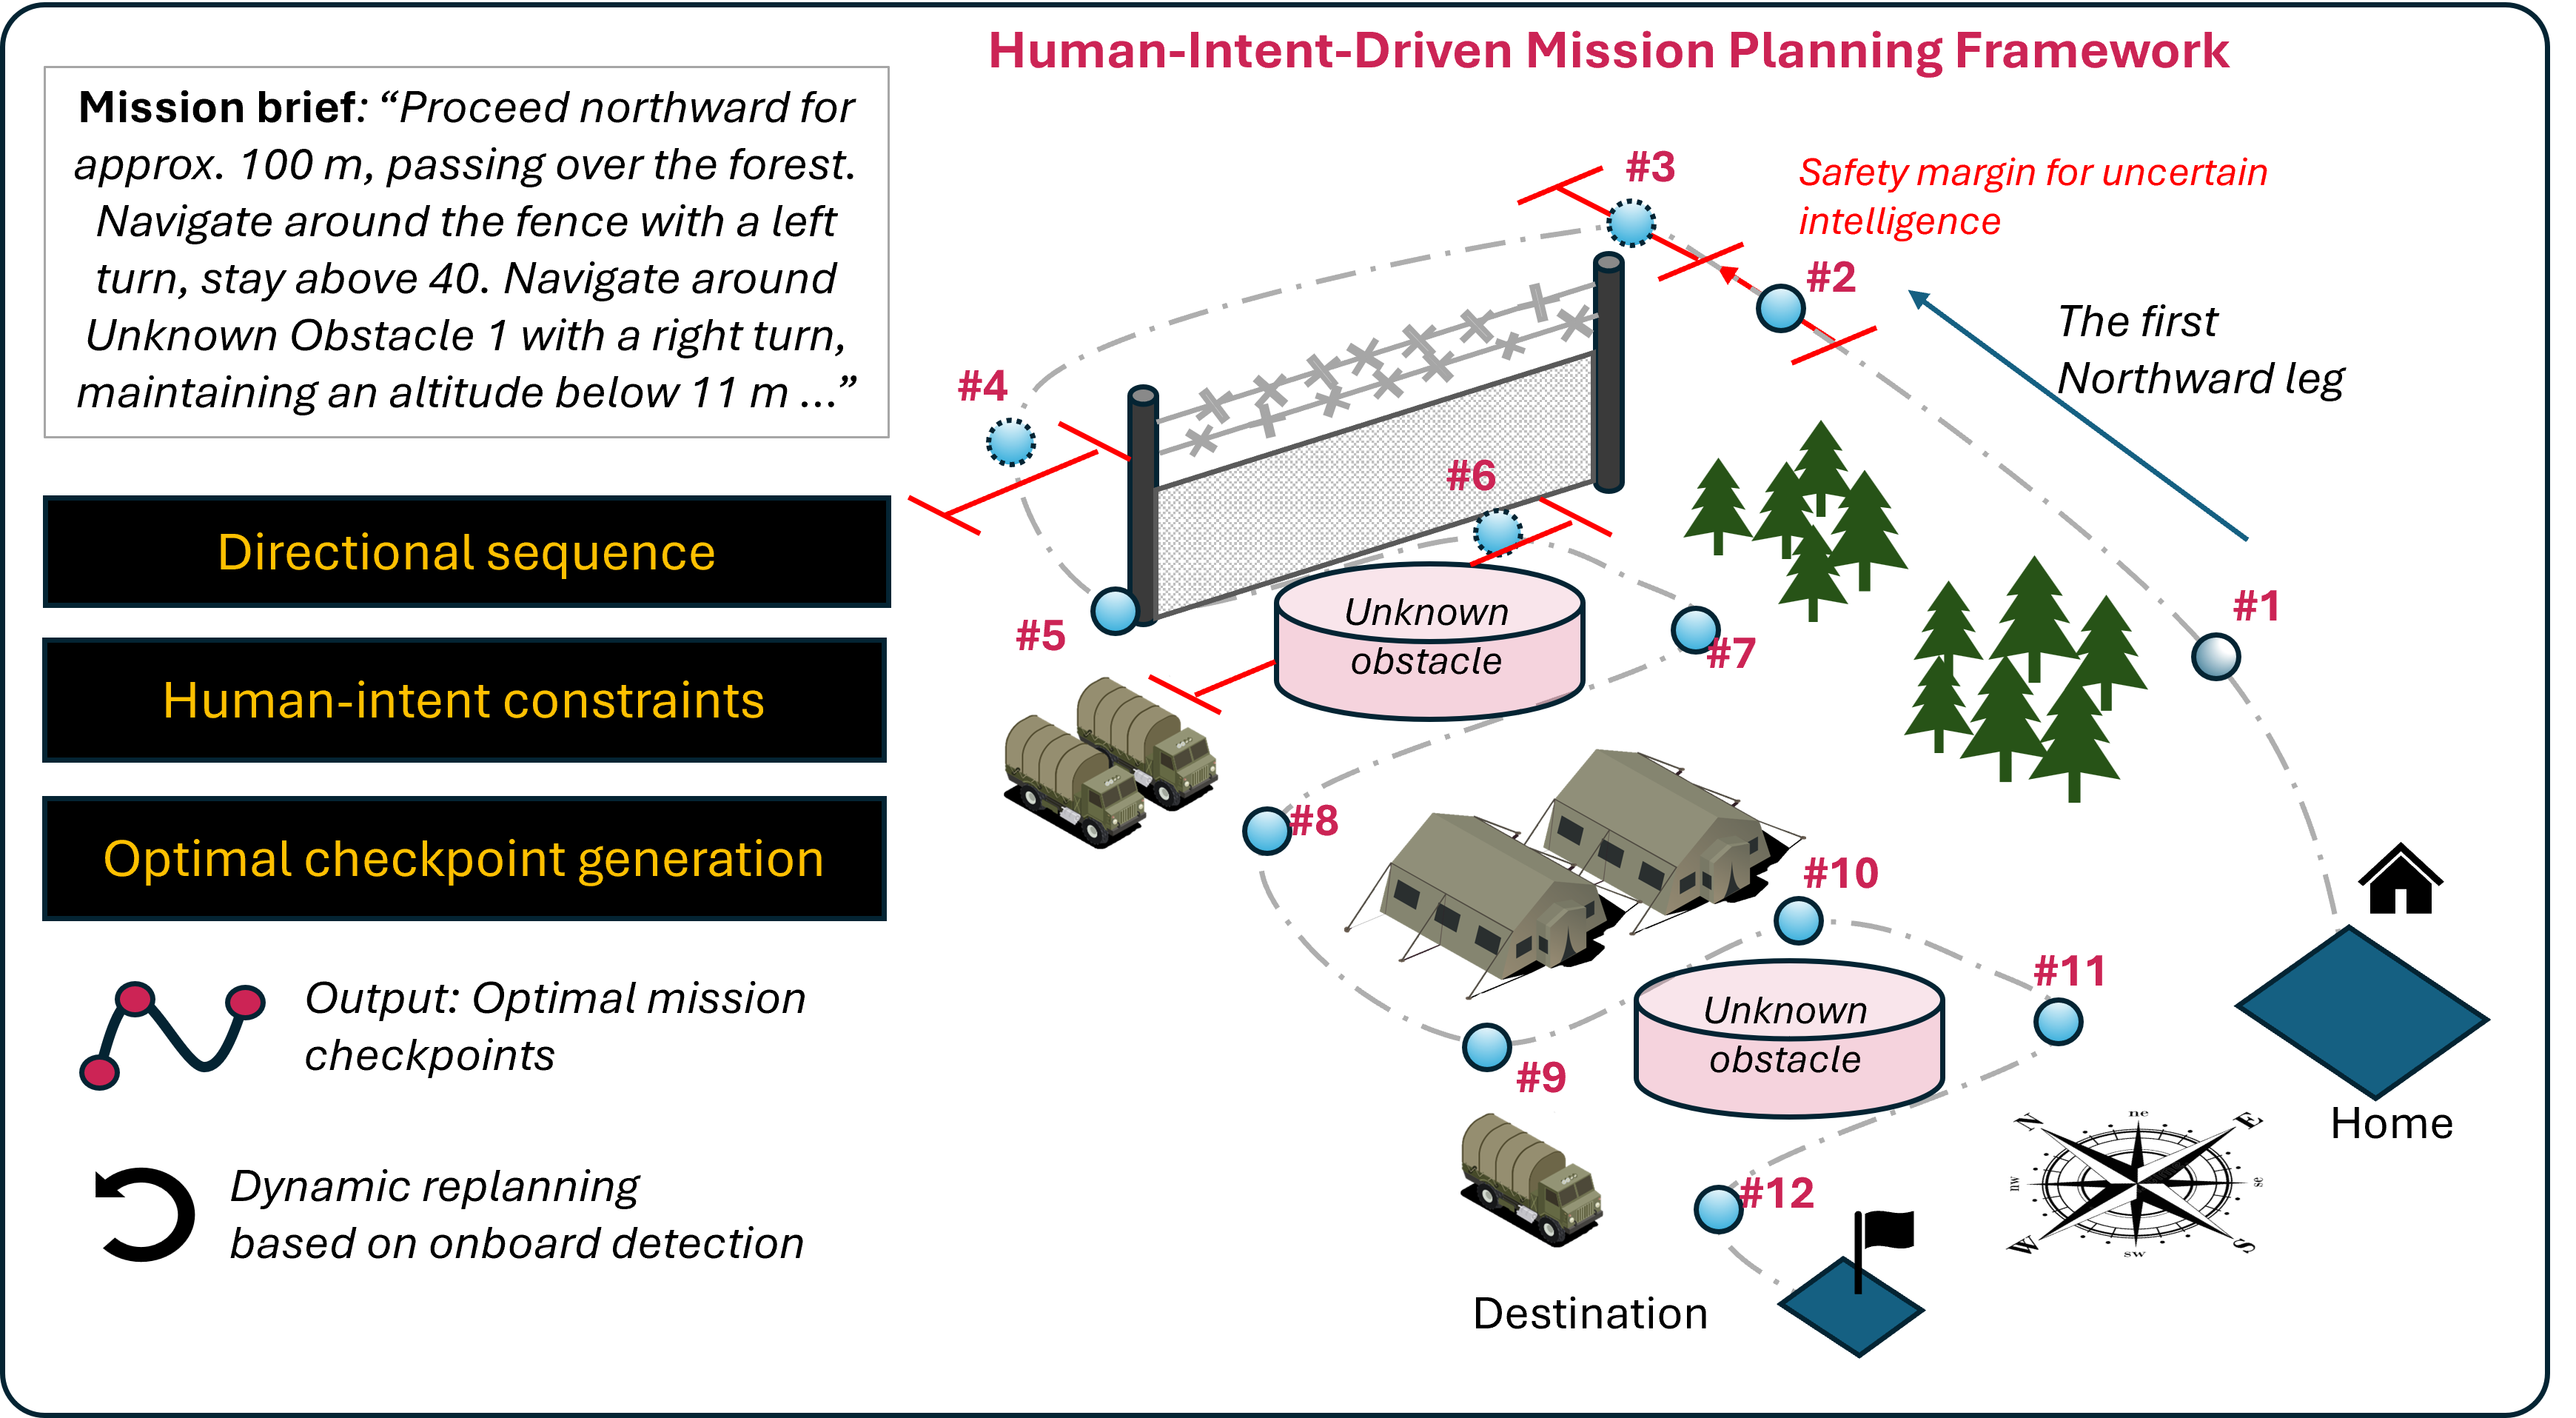 Human-Intent-Driven Mission Planning Framework
Mission brief: “Proceed northward for
approx. 100 m, passing over the forest.
Navigate around the fence with a left
turn, stay above 40. Navigate around
Unknown Obstacle 1 with a right turn,
maintaining an altitude below 11 m ...”
Directional sequence
Human-intent constraints
Optimal checkpoint generation
Output: Optimal mission
checkpoints
Dynamic replanning
based on onboard detection
#3
Safety margin for uncertain
intelligence
#2
The first
Northward leg
#4
#6
#1
#5
Unknown
obstacle
#7
#8
#10
#11
Unknown
obstacle
#9
Home
N
ne
E
nw
se
W
sw
S
#12
Destination